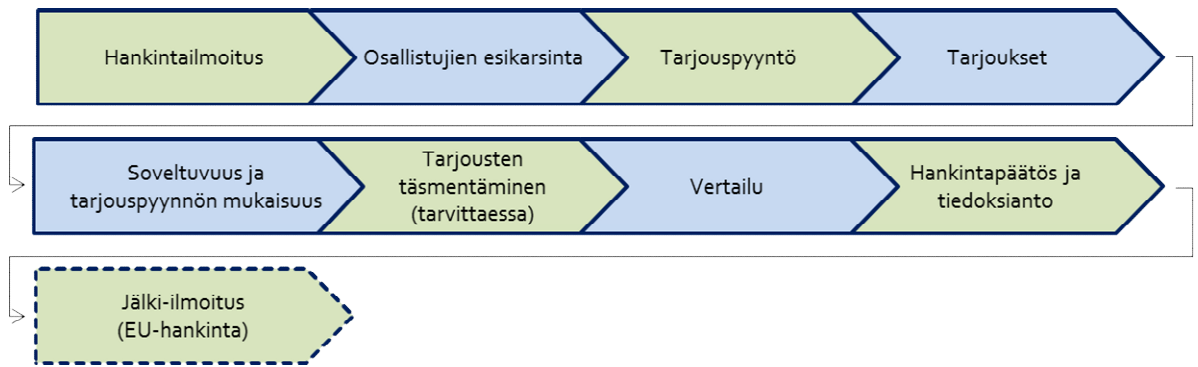 Hankintailmoitus
Osallistujien esikarsinta
Tarjouspyyntö
Tarjoukset
Soveltuvuus ja
tarjouspyynnön mukaisuus
Tarjousten
täsmentäminen
(tarvittaessa)
Vertailu
Hankintapäätös ja
tiedoksianto
Jälki-ilmoitus
(EU-hankinta)